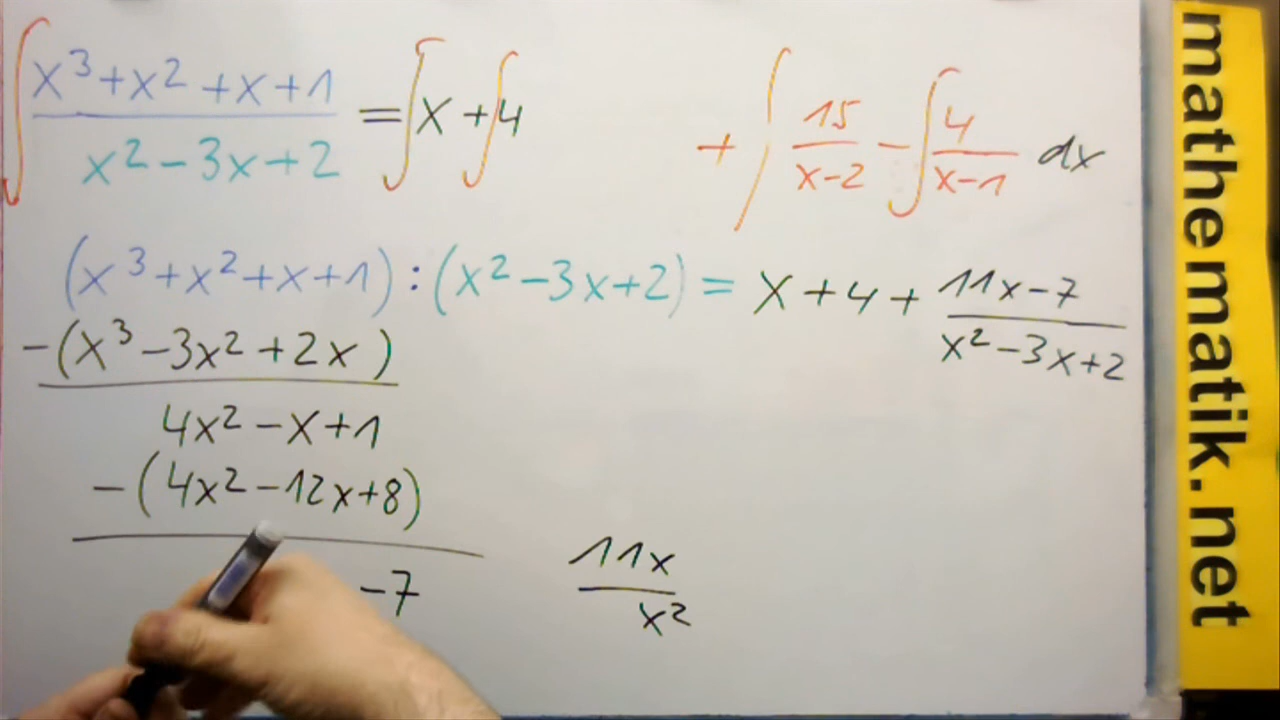 ∫ x³+x²+x+1 / x²-3x+2 = ∫x + ∫4 + ∫ 15 / x-2 - ∫ 4 / x-1 dx
(x³+x²+x+1) : (x²-3x+2) = x+4+ 11x-7 / x²-3x+2
-(x³-3x²+2x)
4x²-x+1
-(4x²-12x+8)
-7
11x / x²
mathematik.net